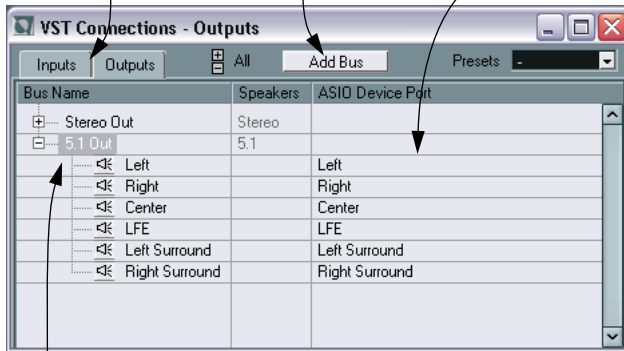 VST Connections - Outputs
Inputs Outputs All Add Bus Presets -
Bus Name Speakers ASIO Device Port
Stereo Out Stereo
5.1 Out 5.1
Left Left
Right Right
Center Center
LFE LFE
Left Surround Left Surround
Right Surround Right Surround